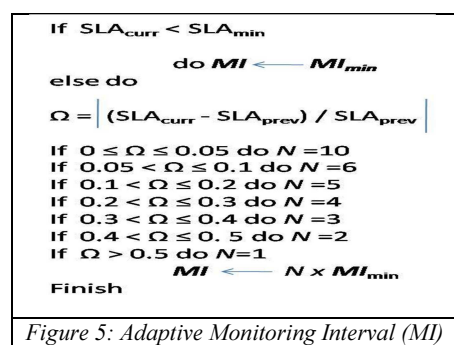 If SLAcurr < SLAmin
do MI ← MImin
else do
Ω = | (SLAcurr - SLAprev) / SLAprev |
If 0 ≤ Ω ≤ 0.05 do N =10
If 0.05 < Ω ≤ 0.1 do N =6
If 0.1 < Ω ≤ 0.2 do N =5
If 0.2 < Ω ≤ 0.3 do N =4
If 0.3 < Ω ≤ 0.4 do N =3
If 0.4 < Ω ≤ 0. 5 do N =2
If Ω > 0.5 do N=1
MI ← N x MImin
Finish
Figure 5: Adaptive Monitoring Interval (MI)